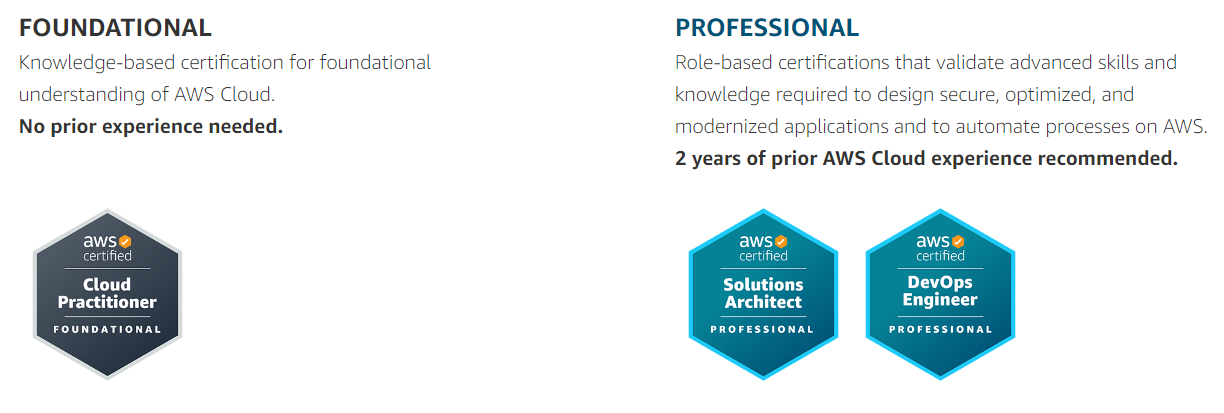 FOUNDATIONAL
Knowledge-based certification for foundational
understanding of AWS Cloud.
No prior experience needed.
aws
certified
Cloud
Practitioner
FOUNDATIONAL
PROFESSIONAL
Role-based certifications that validate advanced skills and
knowledge required to design secure, optimized, and
modernized applications and to automate processes on AWS.
2 years of prior AWS Cloud experience recommended.
aws
certified
Solutions
Architect
PROFESSIONAL
aws
certified
DevOps
Engineer
PROFESSIONAL